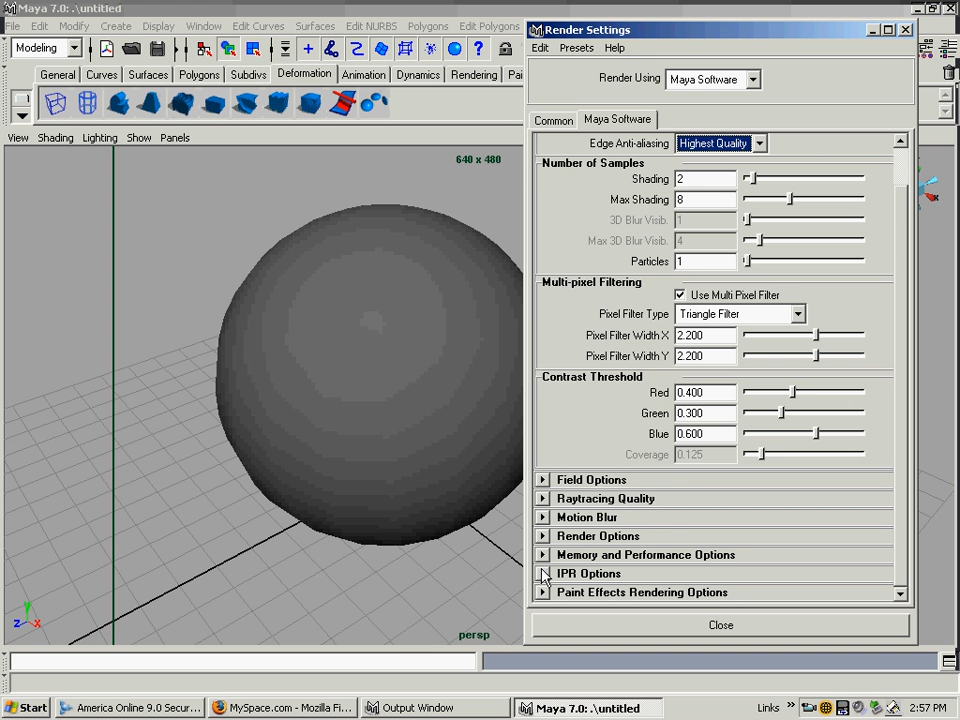 Maya 7.0: .\untitled
File Edit Modify Create Display Window Edit Curves Surfaces Edit NURBS Polygons Edit Polygons
Render Settings
Edit Presets Help
Modeling
Render Using Maya Software
General Curves Surfaces Polygons Subdivs Deformation Animation Dynamics Rendering Pai
Common Maya Software
View Shading Lighting Show Panels
640 x 480
Edge Anti-aliasing Highest Quality
Number of Samples
Shading 2
Max Shading 8
3D Blur Visib. 1
Max 3D Blur Visib. 4
Particles 1
Multi-pixel Filtering
Use Multi Pixel Filter
Pixel Filter Type Triangle Filter
Pixel Filter Width X 2.200
Pixel Filter Width Y 2.200
Contrast Threshold
Red 0.400
Green 0.300
Blue 0.600
Coverage 0.125
Field Options
Raytracing Quality
Motion Blur
Render Options
Memory and Performance Options
IPR Options
Paint Effects Rendering Options
Close
y
z x
persp
Start America Online 9.0 Secur... MySpace.com - Mozilla Fi... Output Window Maya 7.0: .\untitled Links » 2:57 PM